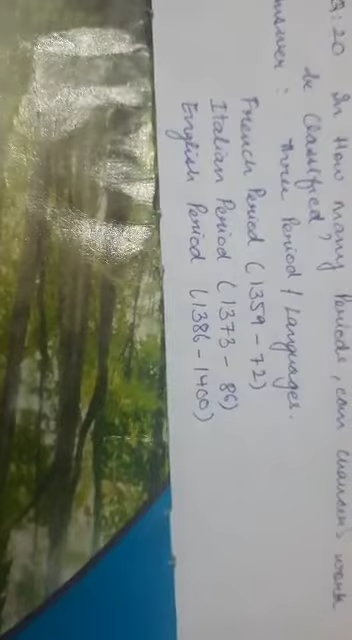 Q: 20 In How many Periods, can Chaucer's work
be Classified,
Answer : Three Period / Languages.
French Period (1359 - 72)
Italian Period (1373 - 86)
English Period (1386 - 1400)